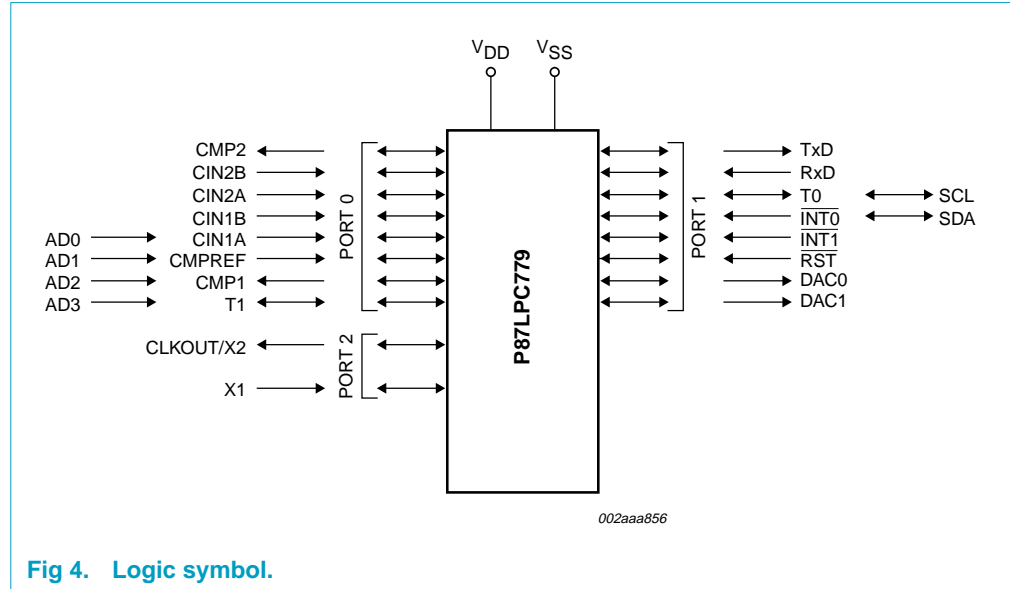 VDD VSS
CMP2 TxD
CIN2B RxD
CIN2A T0 SCL
CIN1B INT0 SDA
AD0 CIN1A INT1
AD1 CMPREF RST
AD2 CMP1 DAC0
AD3 T1 DAC1
PORT 0
PORT 1
CLKOUT/X2
X1
PORT 2
P87LPC779
002aaa856
Fig 4. Logic symbol.